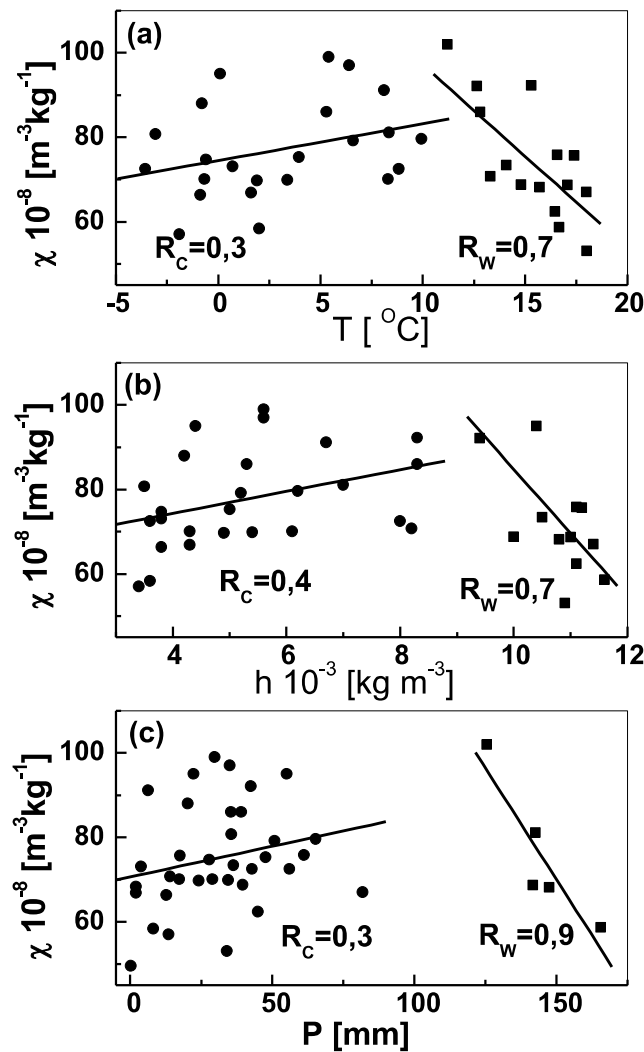 (a)
100
80
60
χ 10⁻⁸ [m⁻³kg⁻¹]
R_C=0,3
R_W=0,7
-5 0 5 10 15 20
T [ °C]
(b)
100
80
60
χ 10⁻⁸ [m⁻³kg⁻¹]
R_C=0,4
R_W=0,7
4 6 8 10 12
h 10⁻³ [kg m⁻³]
(c)
100
80
60
χ 10⁻⁸ [m⁻³kg⁻¹]
R_C=0,3
R_W=0,9
0 50 100 150
P [mm]